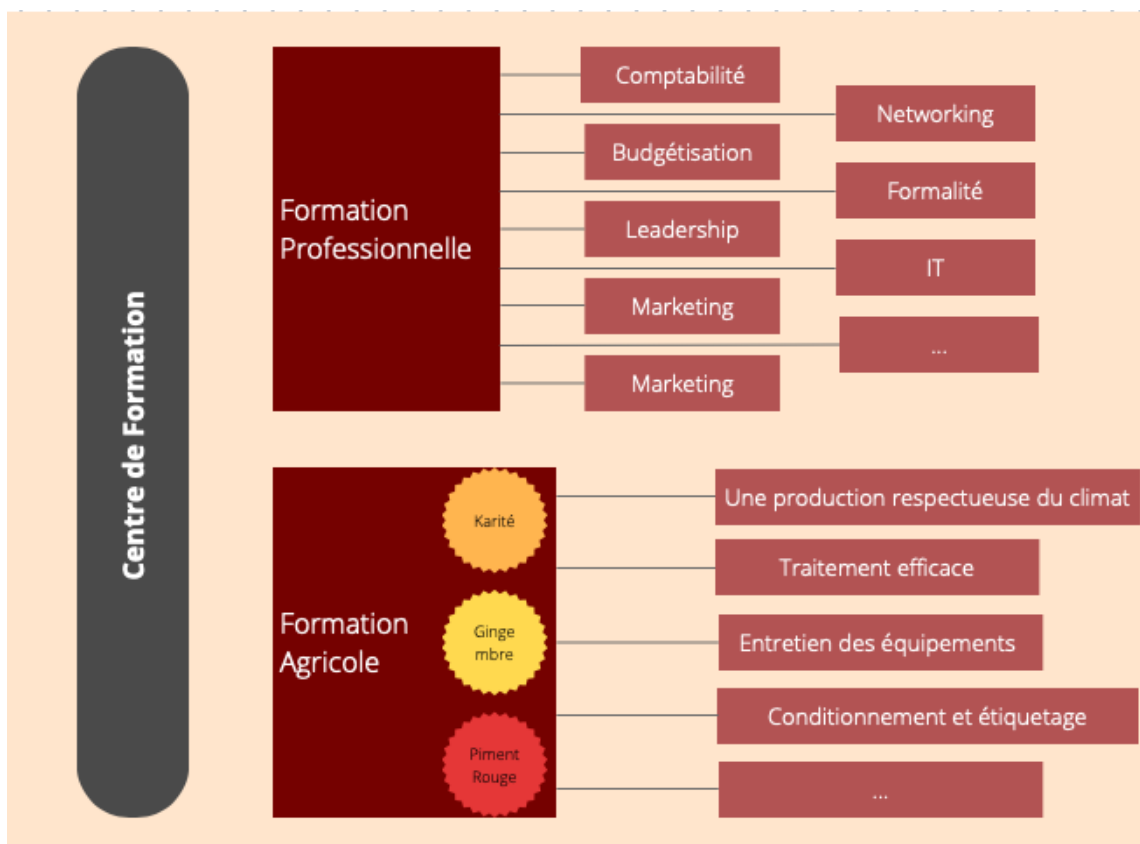 Centre de Formation
Formation
Professionnelle
Comptabilité
Networking
Budgétisation
Formalité
Leadership
IT
Marketing
...
Marketing
Formation
Agricole
Karité
Ginge
mbre
Piment
Rouge
Une production respectueuse du climat
Traitement efficace
Entretien des équipements
Conditionnement et étiquetage
...